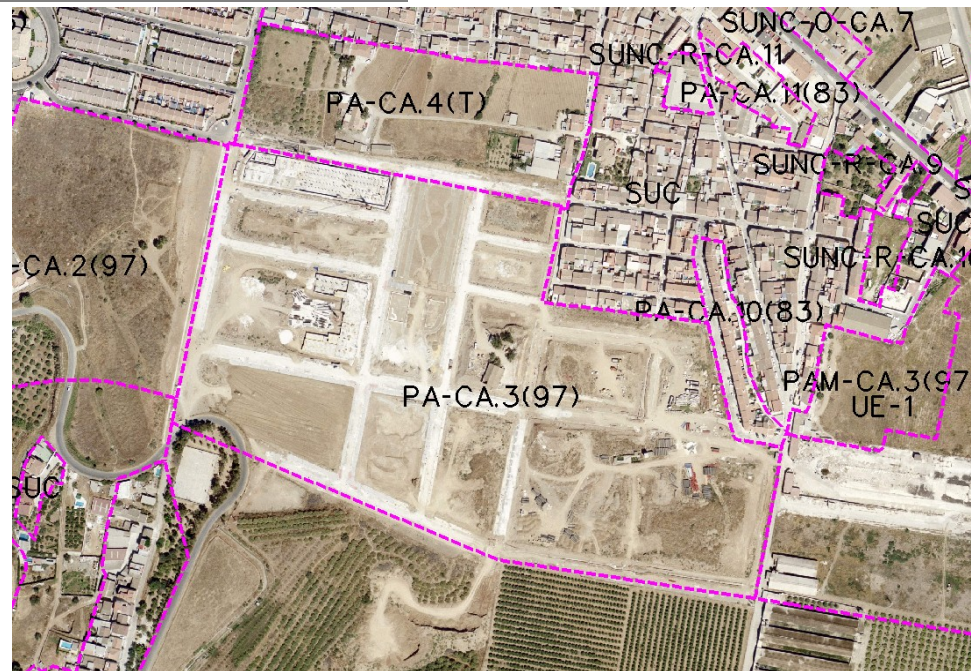 SUNC-O-CA.7
SUNC-R-CA.11
PA-CA.4(T)
PA-CA.11(83)
SUNC-R-CA.9
SUC
SUC
-CA.2(97)
SUNC-R-CA.1
PA-CA.10(83)
PA-CA.3(97)
PAM-CA.3(97
UE-1
SUC